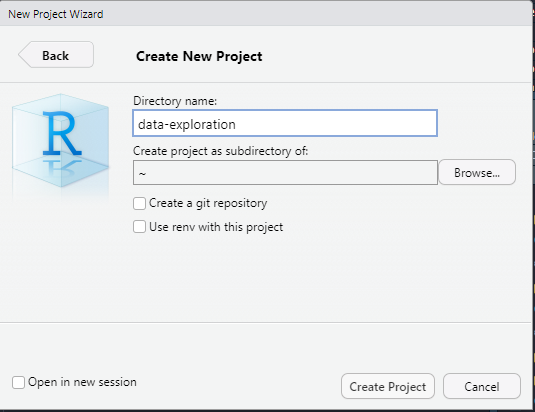 New Project Wizard
Back
Create New Project
R
Directory name:
data-exploration
Create project as subdirectory of:
~
Browse...
Create a git repository
Use renv with this project
Open in new session
Create Project
Cancel